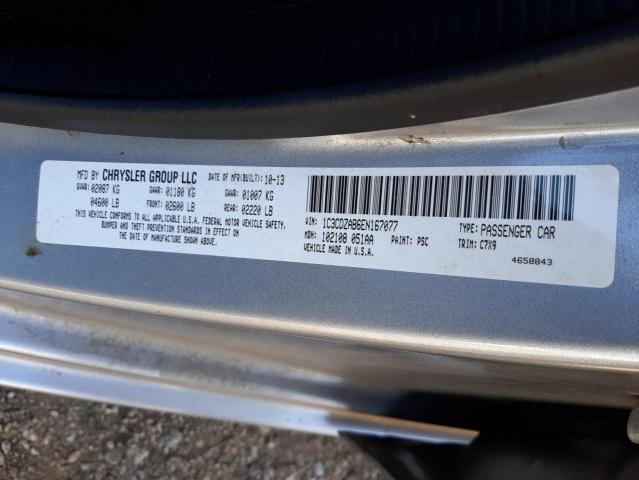 MFD BY CHRYSLER GROUP LLC DATE OF MFR(BUILT): 10-13
GVWR: 02087 KG GAWR: 01180 KG GAWR: 01007 KG
04600 LB FRONT: 02600 LB REAR: 02220 LB
THIS VEHICLE CONFORMS TO ALL APPLICABLE FEDERAL MOTOR VEHICLE SAFETY,
BUMPER AND THEFT PREVENTION STANDARDS IN EFFECT IN U.S.A.
ON THE DATE OF MANUFACTURE SHOWN ABOVE.
VIN: 1C3CDZAB6EN167077 TYPE: PASSENGER CAR
MDH: 102108 051AA PAINT: PSC TRIM: C7X9
VEHICLE MADE IN U.S.A. 4658843